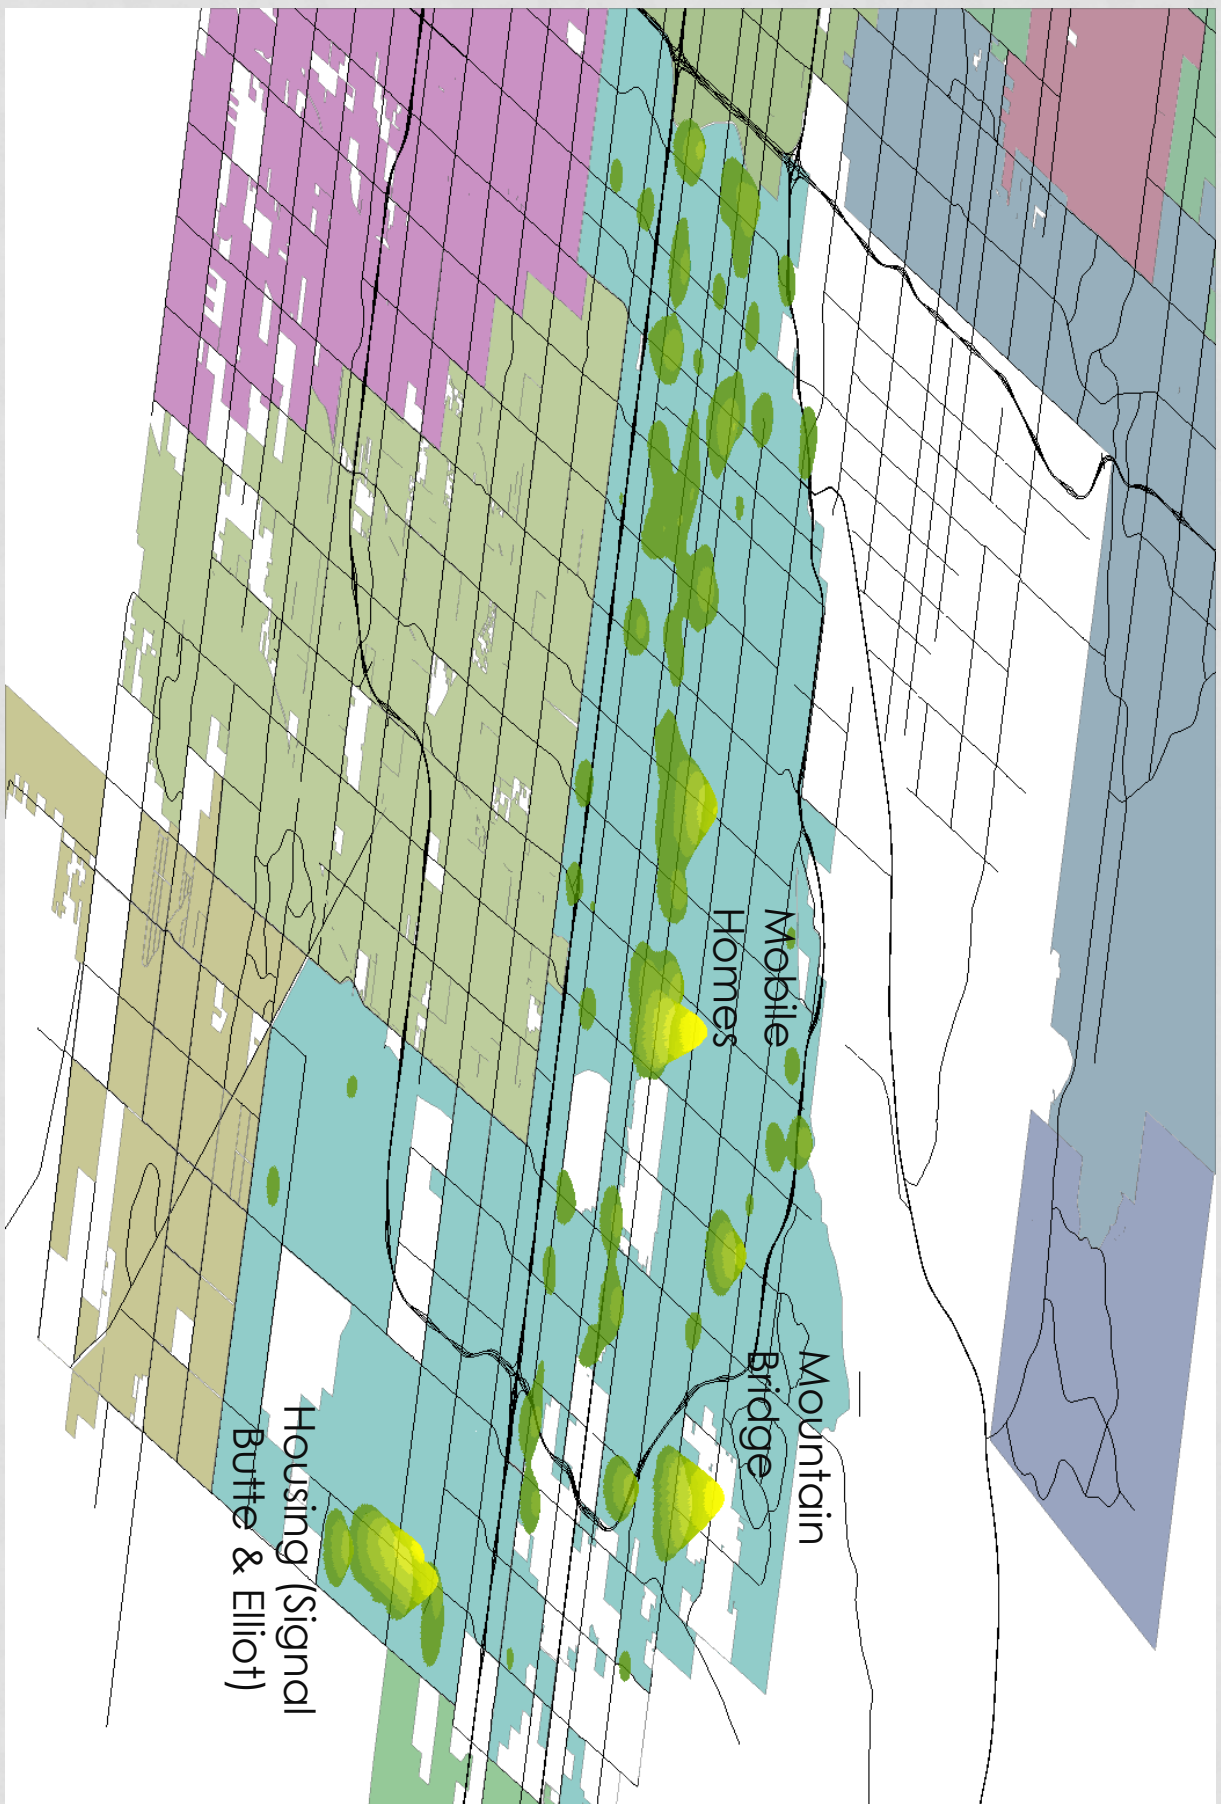 Mobile
Homes
Mountain
Bridge
Housing (Signal
Butte & Elliot)